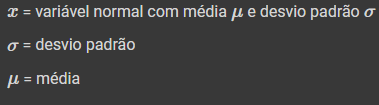 x = variável normal com média μ e desvio padrão σ
σ = desvio padrão
μ = média